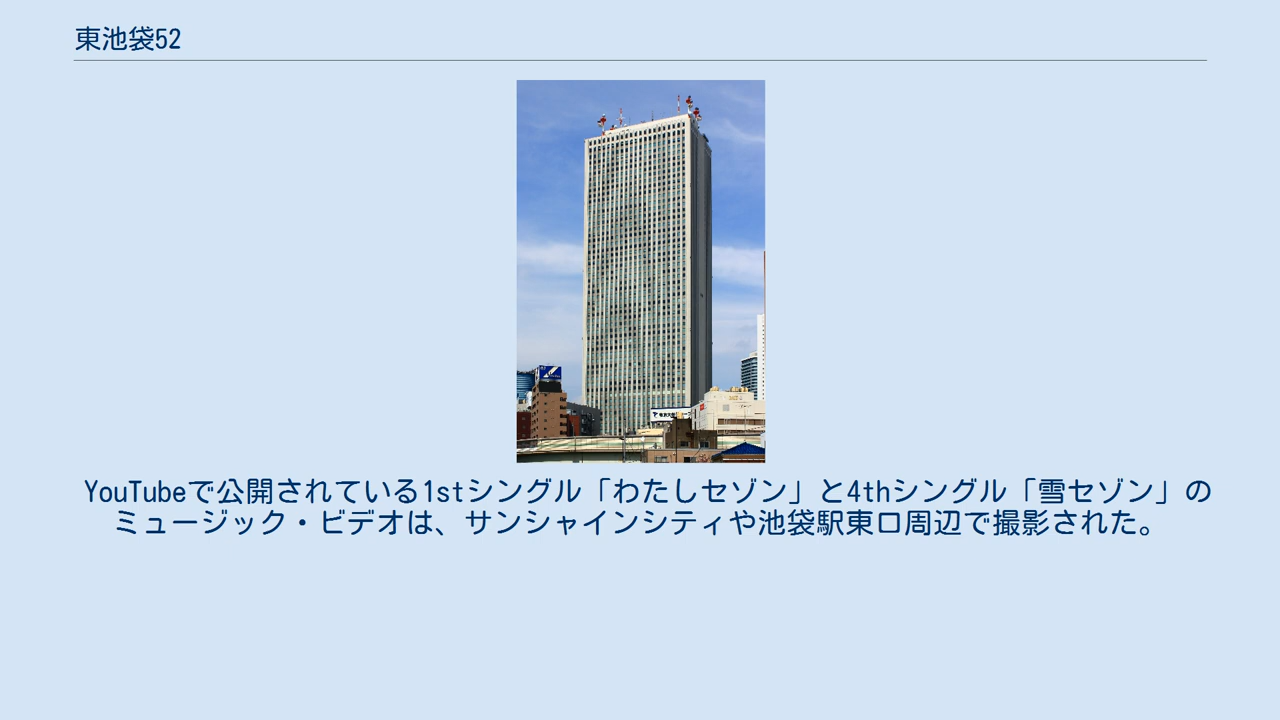 東池袋52
YouTubeで公開されている1stシングル「わたしセゾン」と4thシングル「雪セゾン」の
ミュージック・ビデオは、サンシャインシティや池袋駅東口周辺で撮影された。